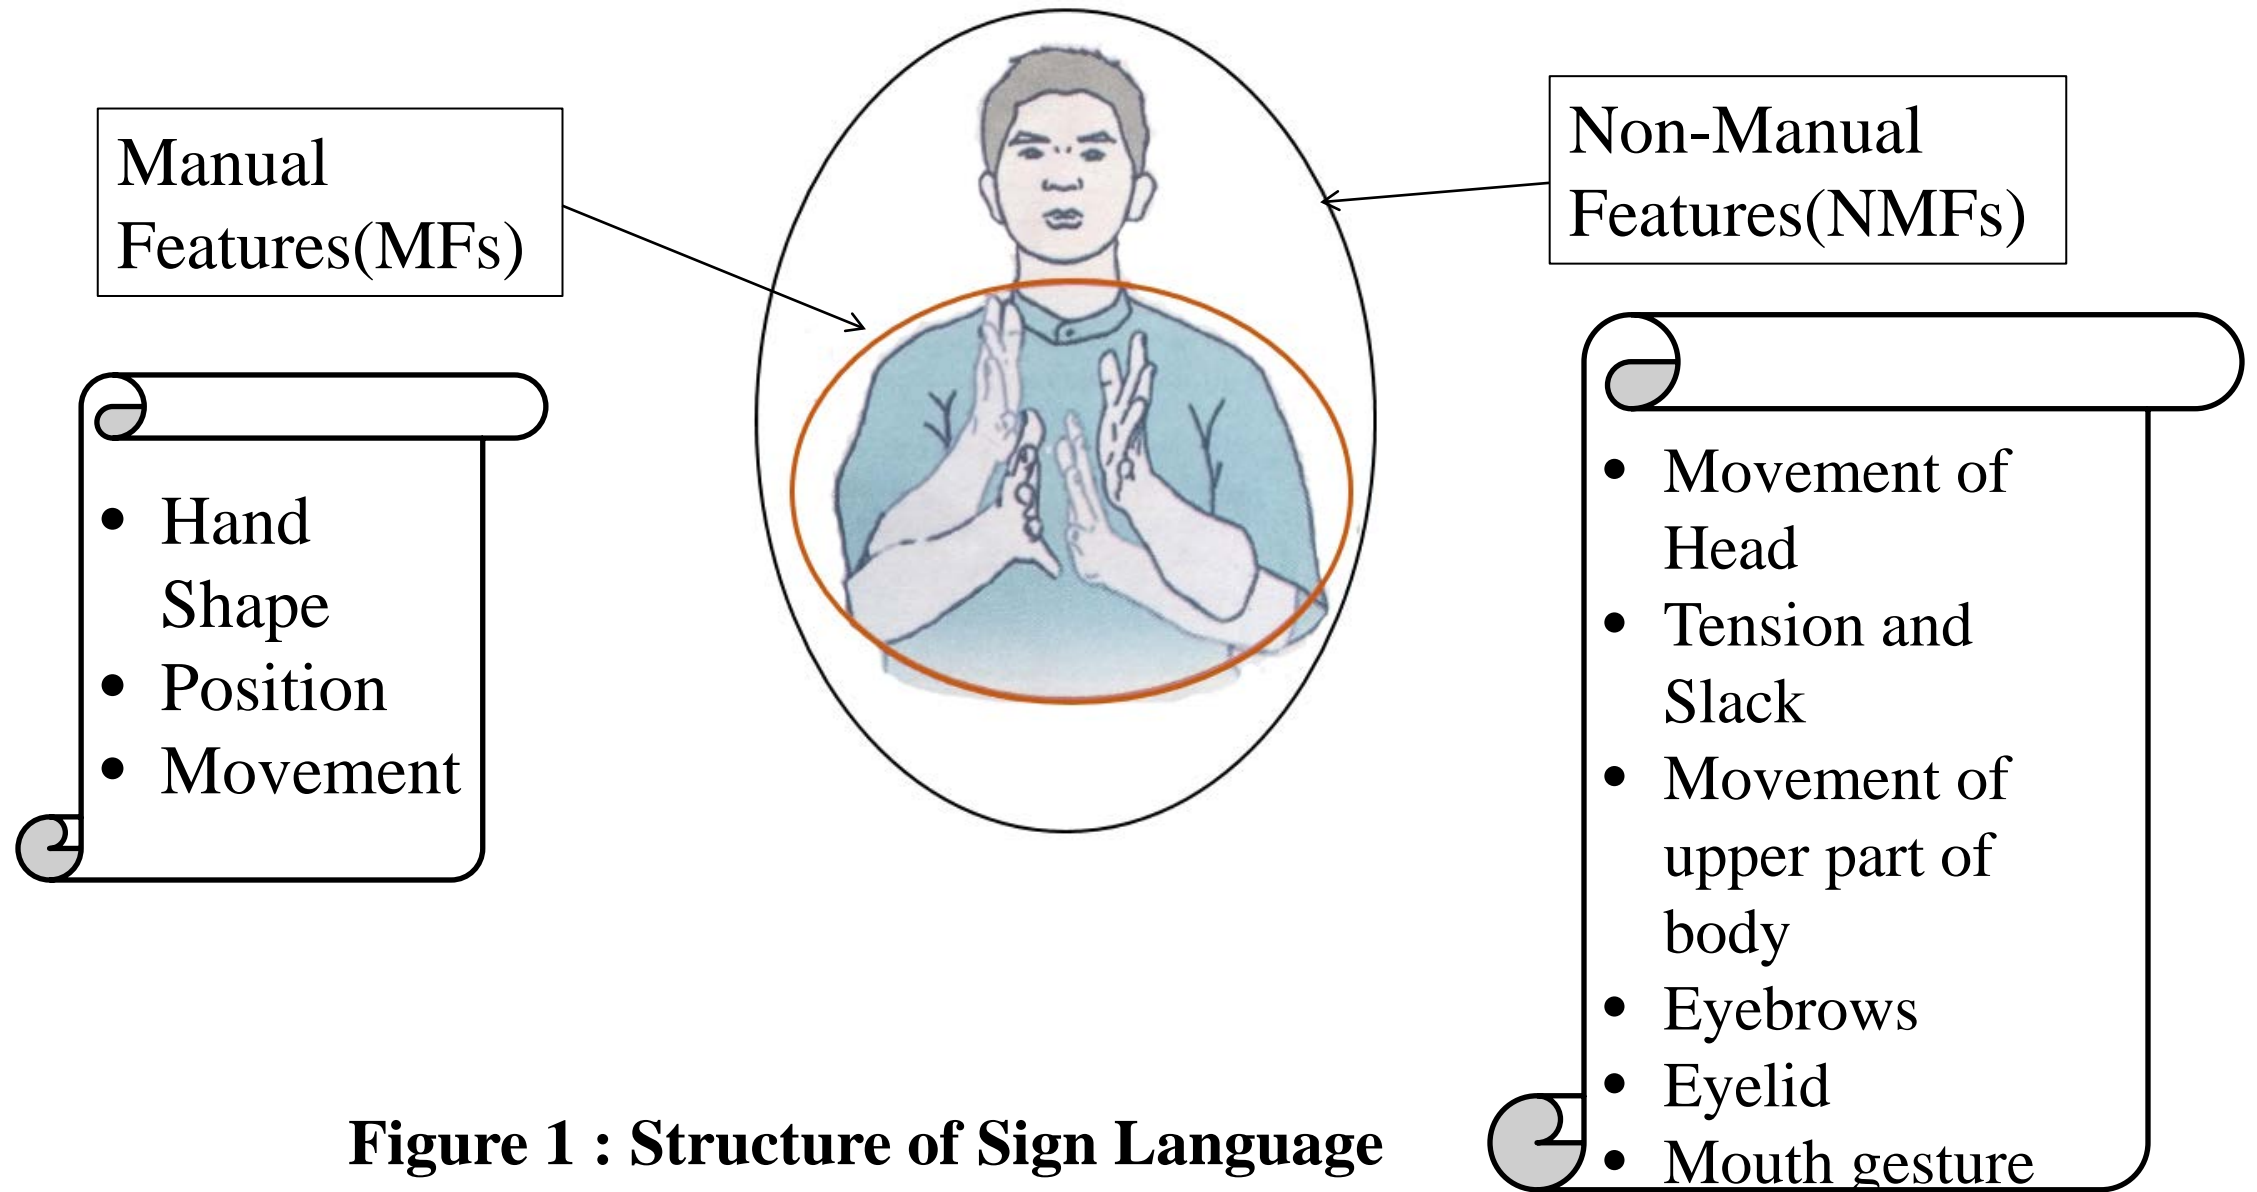 Manual
Features(MFs)
Non-Manual
Features(NMFs)
• Hand
Shape
• Position
• Movement
• Movement of
Head
• Tension and
Slack
• Movement of
upper part of
body
• Eyebrows
• Eyelid
• Mouth gesture
Figure 1 : Structure of Sign Language